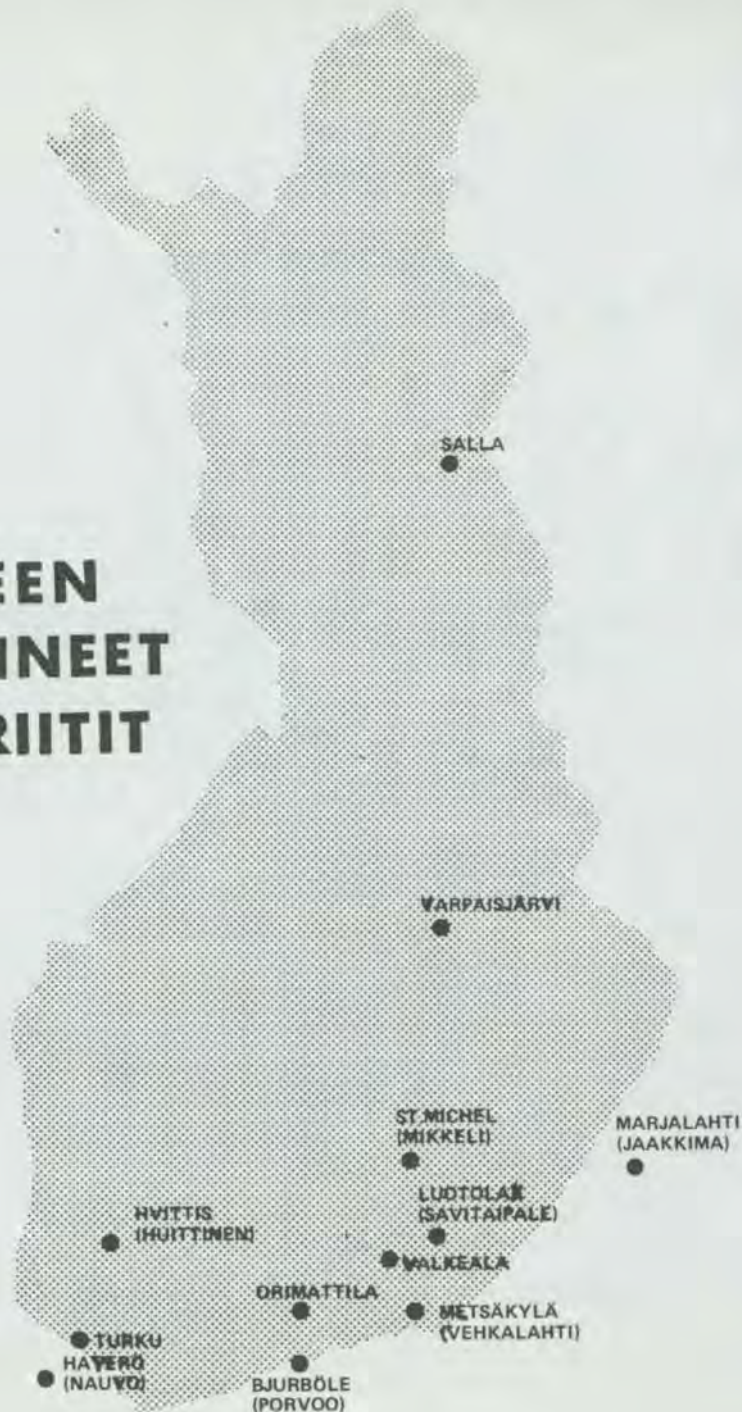 EEN
INEET
RIITIT
SALLA
VARPAISJÄRVI
ST.MICHEL
(MIKKELI)
MARJALAHTI
(JAAKKIMA)
LUOTOLAX
(SAVITAIPALE)
HVITTIS
(HUITTINEN)
VALKEALA
ORIMATTILA
METSÄKYLÄ
(VEHKALAHTI)
TURKU
HAVERÖ
(NAUVO)
BJURBÖLE
(PORVOO)